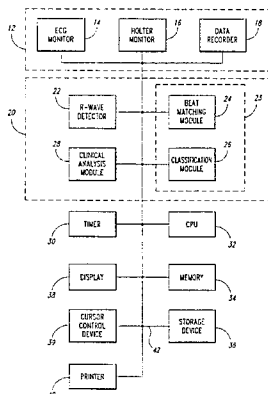 14
16
18
12
ECG
MONITOR
HOLTER
MONITOR
DATA
RECORDER
22
24
23
20
R-WAVE
DETECTOR
BEAT
MATCHING
MODULE
28
26
CLINICAL
ANALYSIS
MODULE
CLASSIFICATION
MODULE
TIMER
CPU
30
32
DISPLAY
MEMORY
38
34
CURSOR
CONTROL
DEVICE
STORAGE
DEVICE
39
42
36
PRINTER